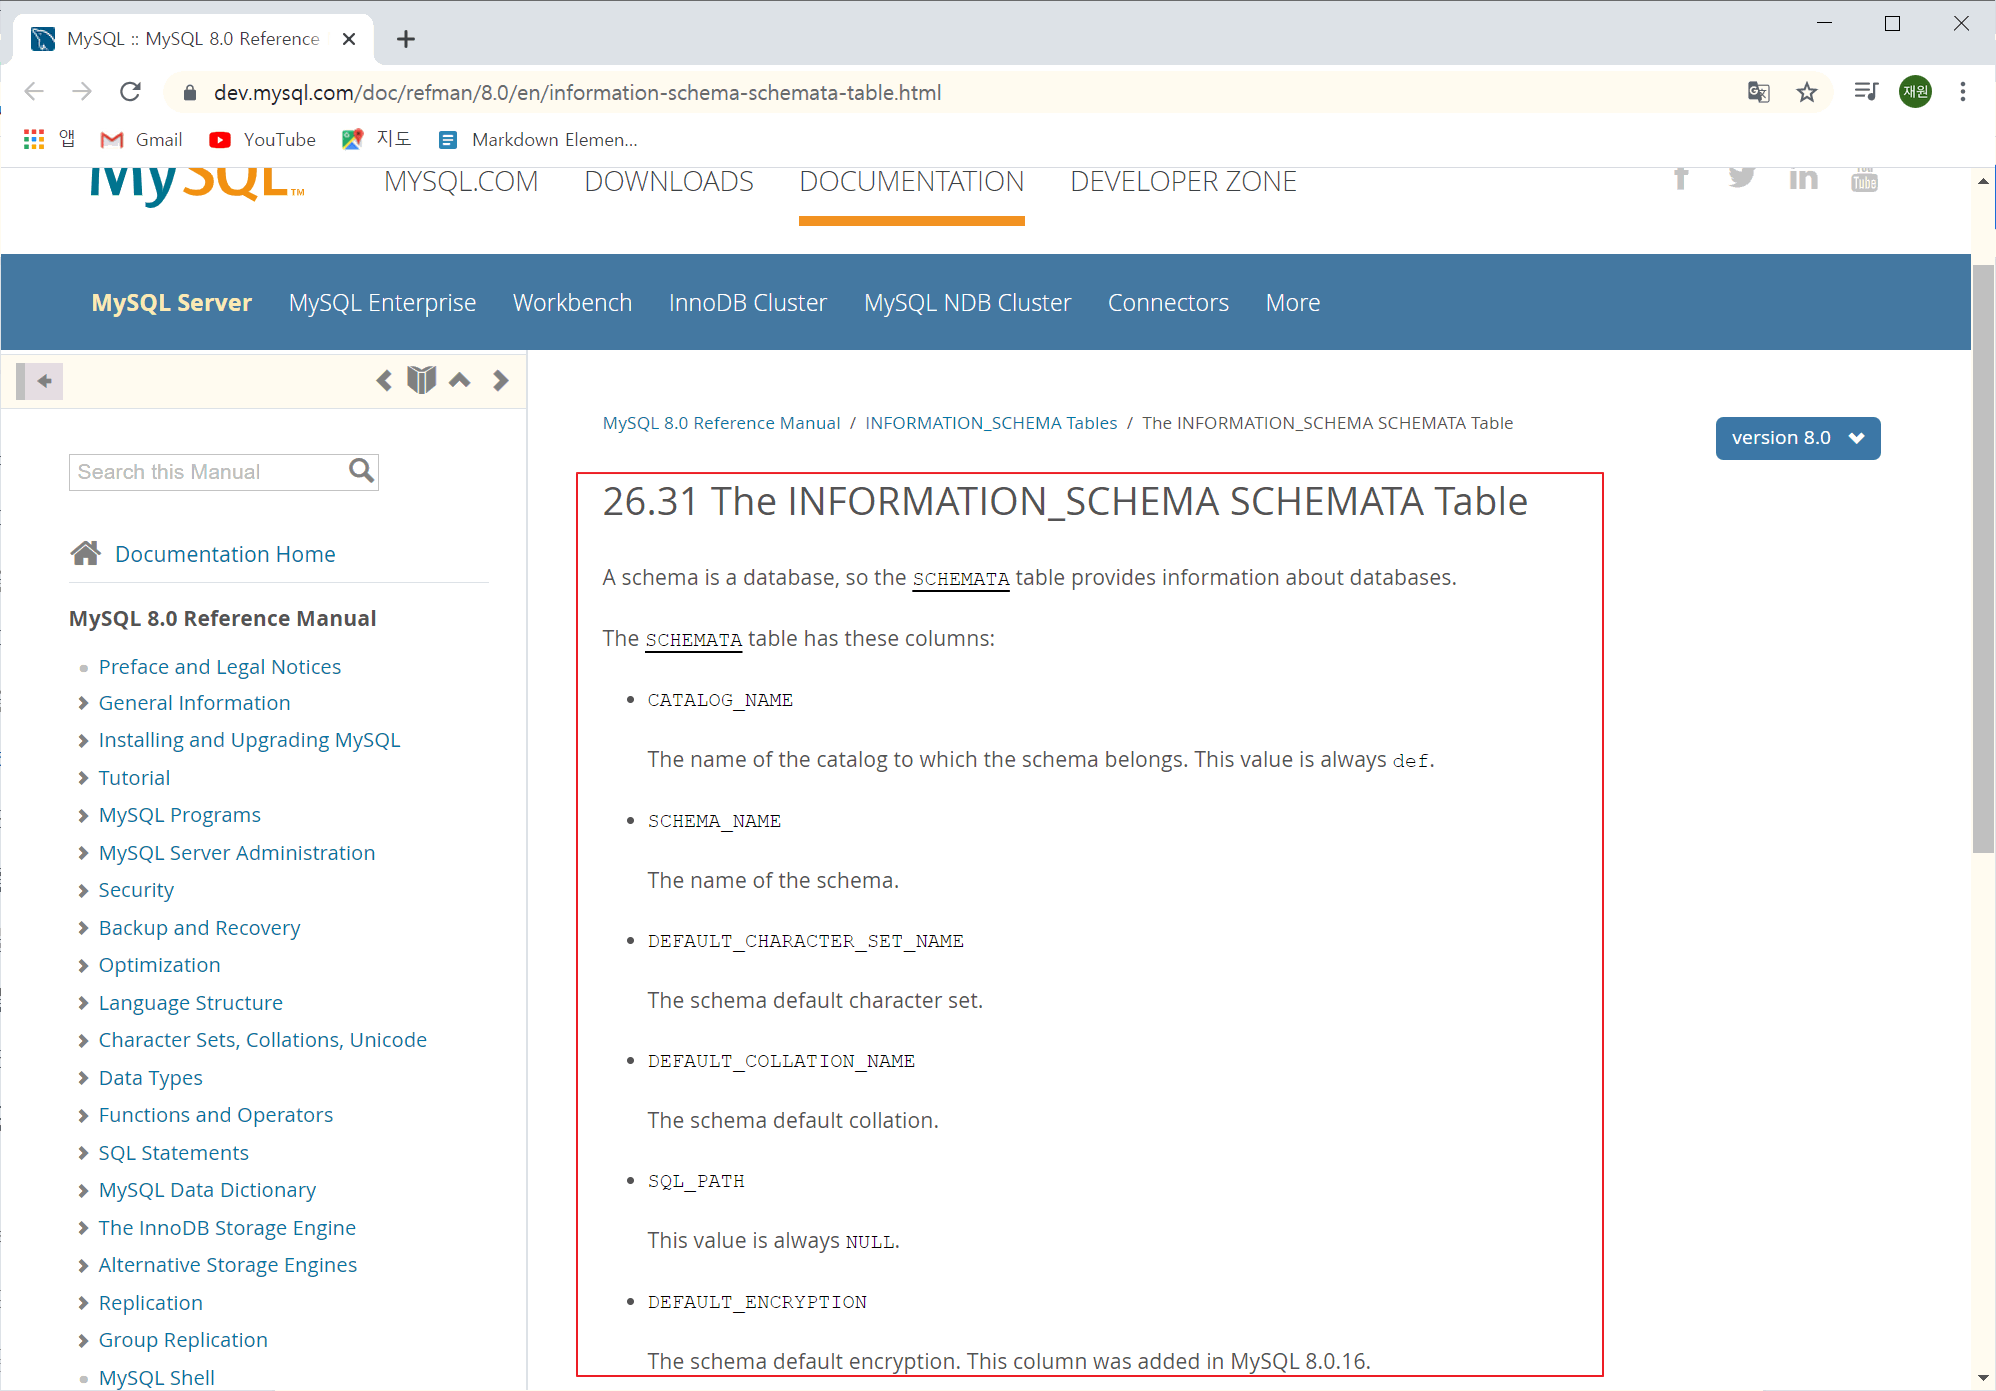 MySQL :: MySQL 8.0 Reference
dev.mysql.com/doc/refman/8.0/en/information-schema-schemata-table.html
재원
앱 Gmail YouTube 지도 Markdown Elemen...
MySQL™ MYSQL.COM DOWNLOADS DOCUMENTATION DEVELOPER ZONE
You Tube
MySQL Server MySQL Enterprise Workbench InnoDB Cluster MySQL NDB Cluster Connectors More
Search this Manual
Documentation Home
MySQL 8.0 Reference Manual
Preface and Legal Notices
General Information
Installing and Upgrading MySQL
Tutorial
MySQL Programs
MySQL Server Administration
Security
Backup and Recovery
Optimization
Language Structure
Character Sets, Collations, Unicode
Data Types
Functions and Operators
SQL Statements
MySQL Data Dictionary
The InnoDB Storage Engine
Alternative Storage Engines
Replication
Group Replication
MySQL Shell
MySQL 8.0 Reference Manual / INFORMATION_SCHEMA Tables / The INFORMATION_SCHEMA SCHEMATA Table
version 8.0
26.31 The INFORMATION_SCHEMA SCHEMATA Table
A schema is a database, so the SCHEMATA table provides information about databases.
The SCHEMATA table has these columns:
CATALOG_NAME
The name of the catalog to which the schema belongs. This value is always def.
SCHEMA_NAME
The name of the schema.
DEFAULT_CHARACTER_SET_NAME
The schema default character set.
DEFAULT_COLLATION_NAME
The schema default collation.
SQL_PATH
This value is always NULL.
DEFAULT_ENCRYPTION
The schema default encryption. This column was added in MySQL 8.0.16.